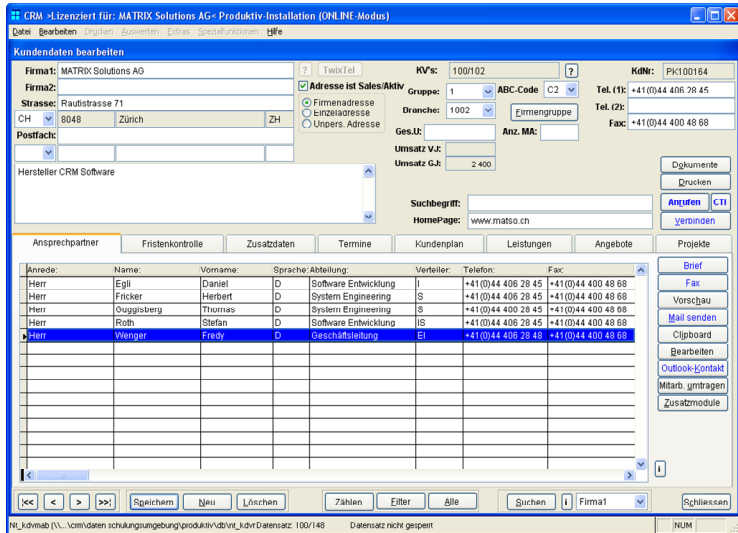 CRM >Lizenziert für: MATRIX Solutions AG< Produktiv-Installation (ONLINE-Modus)
Datei Bearbeiten Drucken Auswerten Extras Spezialfunktionen Hilfe
Kundendaten bearbeiten
Firma1: MATRIX Solutions AG ? TwixTel KV's: 100/102 ? KdNr: PK100164
Firma2: Adresse ist Sales/Aktiv Gruppe: 1 ABC-Code C2 Tel. (1): +41(0)44 406 28 45
Strasse: Rautistrasse 71 Firmenadresse Branche: 1002 Firmengruppe Tel. (2):
CH 8048 Zürich ZH Einzeladresse Fax: +41(0)44 400 48 68
Postfach: Unpers. Adresse Ges.U: Anz. MA:
Umsatz VJ:
Umsatz GJ: 2 400 Dokumente
Hersteller CRM Software Drucken
Suchbegriff: Anrufen CTI
HomePage: www.matso.ch Verbinden
Ansprechpartner Fristenkontrolle Zusatzdaten Termine Kundenplan Leistungen Angebote Projekte
Anrede: Name: Vorname: Sprache: Abteilung: Verteiler: Telefon: Fax: Brief
Herr Egli Daniel D Software Entwicklung I +41(0)44 406 28 45 +41(0)44 400 48 68 Fax
Herr Fricker Herbert D System Engineering S +41(0)44 406 28 45 +41(0)44 400 48 68 Vorschau
Herr Guggisberg Thomas D System Engineering S +41(0)44 406 28 45 +41(0)44 400 48 68
Herr Roth Stefan D Software Entwicklung IS +41(0)44 406 28 45 +41(0)44 400 48 68 Mail senden
Herr Wenger Fredy D Geschäftsleitung EI +41(0)44 406 28 48 +41(0)44 400 48 68 Clipboard
Bearbeiten
Outlook-Kontakt
Mitarb. umtragen
Zusatzmodule
i
|<< < > >>| Speichern Neu Löschen Zählen Filter Alle Suchen i Firma1 Schliessen
Nt_kdvmab (\\...\crm\daten schulungsumgebung\produktiv\db\nt_kdvrDatensatz: 100/148 Datensatz nicht gesperrt NUM